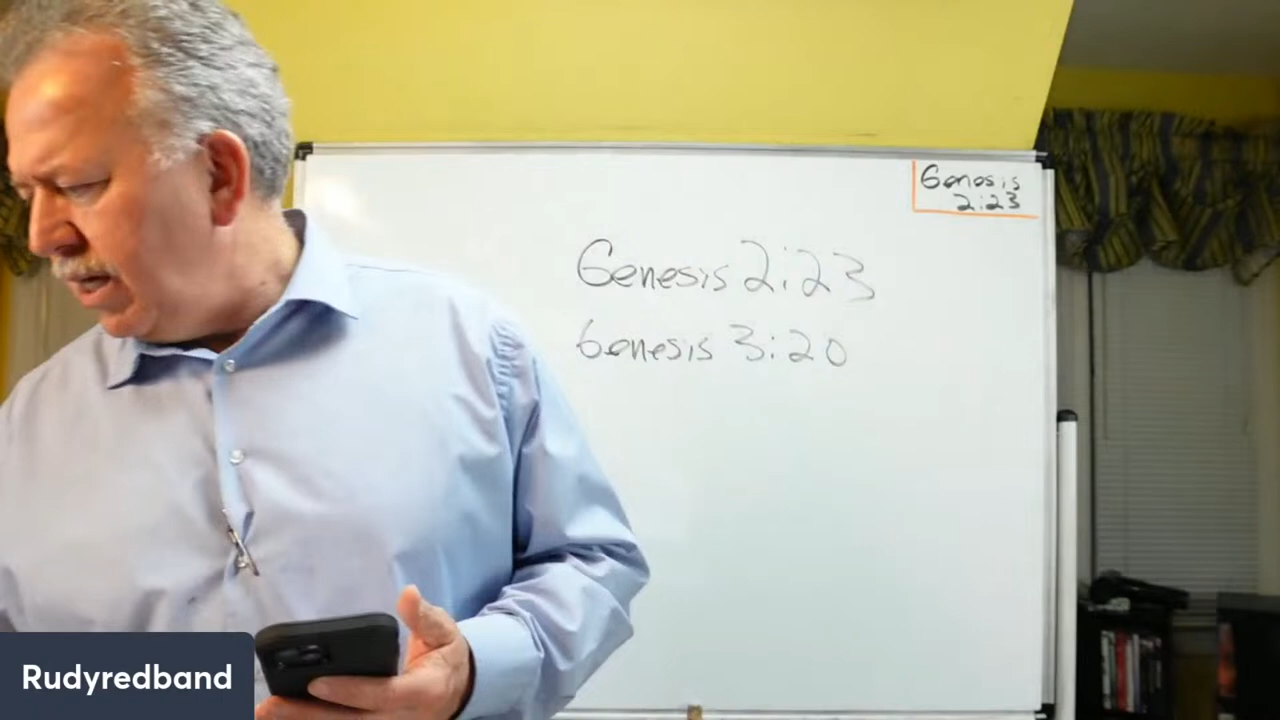 Genesis
2:23
Genesis 2:23
Genesis 3:20
Rudyredband